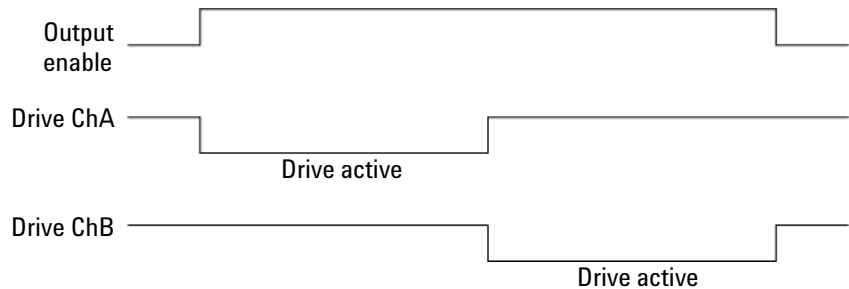 Output
enable
Drive ChA
Drive active
Drive ChB
Drive active